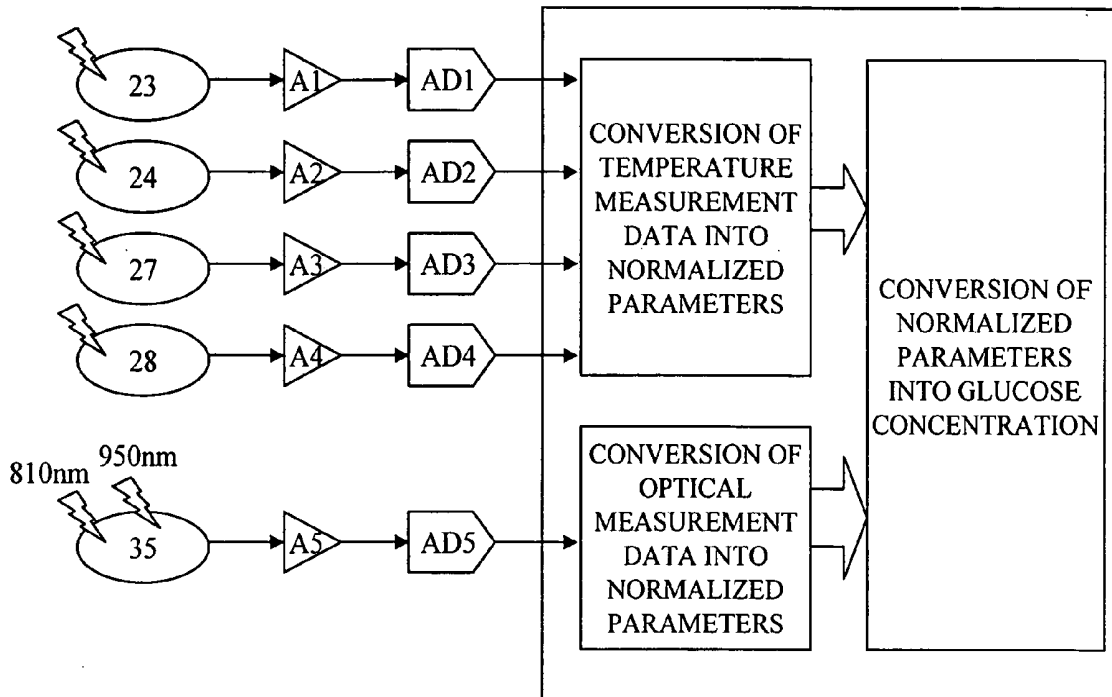 23
A1
AD1
24
A2
AD2
27
A3
AD3
28
A4
AD4
CONVERSION OF
TEMPERATURE
MEASUREMENT
DATA INTO
NORMALIZED
PARAMETERS
810nm
950nm
35
A5
AD5
CONVERSION OF
OPTICAL
MEASUREMENT
DATA INTO
NORMALIZED
PARAMETERS
CONVERSION OF
NORMALIZED
PARAMETERS
INTO GLUCOSE
CONCENTRATION